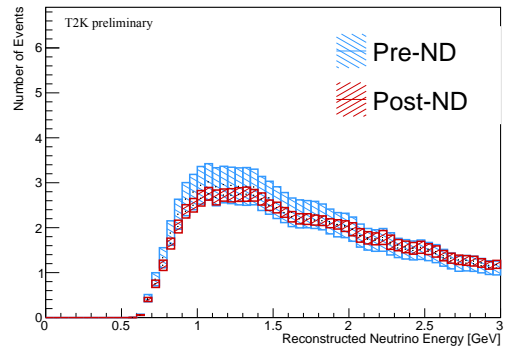 T2K preliminary
Number of Events
Pre-ND
Post-ND
6
5
4
3
2
1
0
0 0.5 1 1.5 2 2.5 3
Reconstructed Neutrino Energy [GeV]